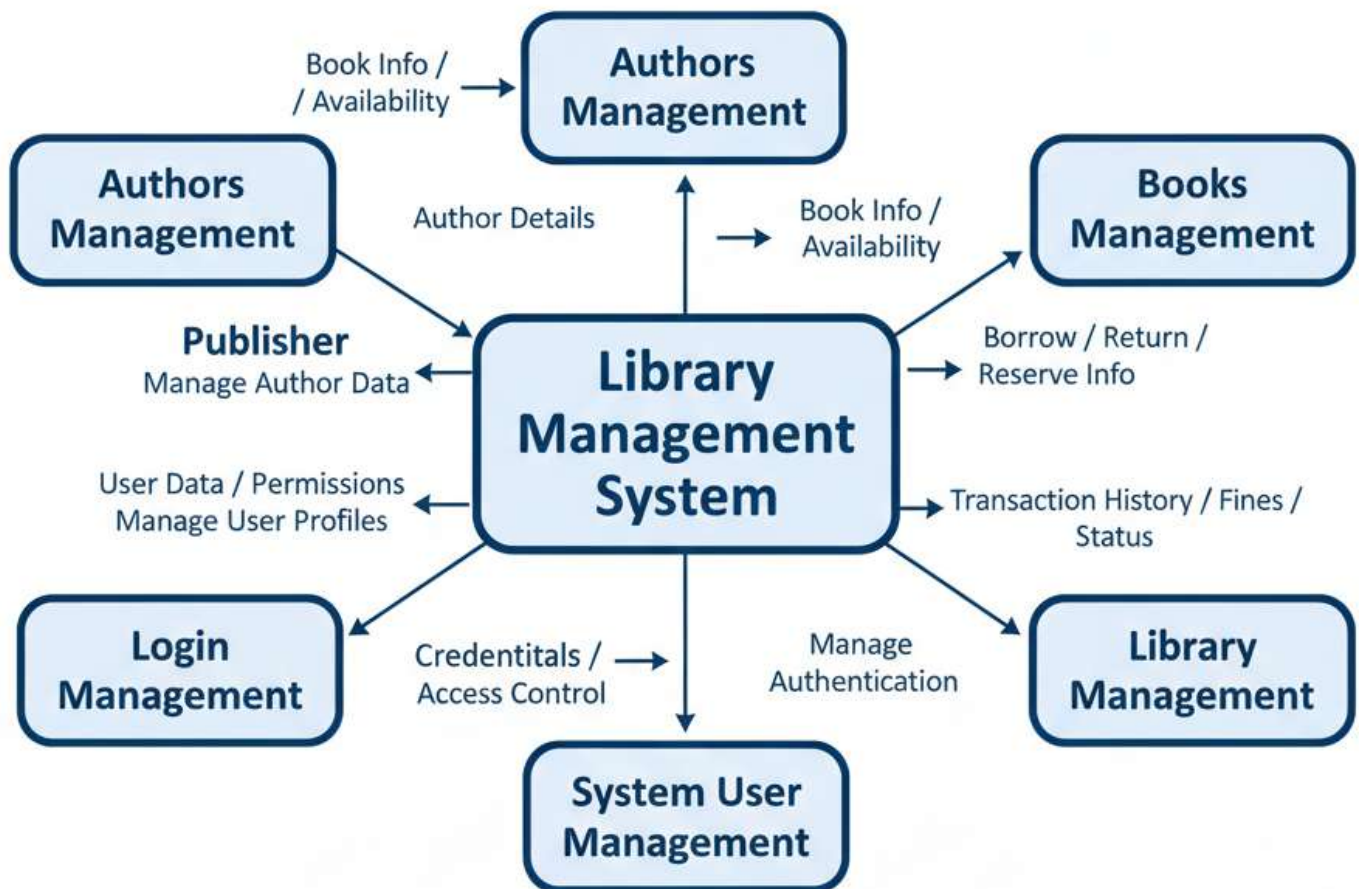 Book Info /
/ Availability
Authors
Management
Authors
Management
Author Details
Book Info /
Availability
Books
Management
Publisher
Manage Author Data
Library
Management
System
Borrow / Return /
Reserve Info
User Data / Permissions
Manage User Profiles
Transaction History / Fines /
Status
Login
Management
Credentitals /
Access Control
Manage
Authentication
Library
Management
System User
Management